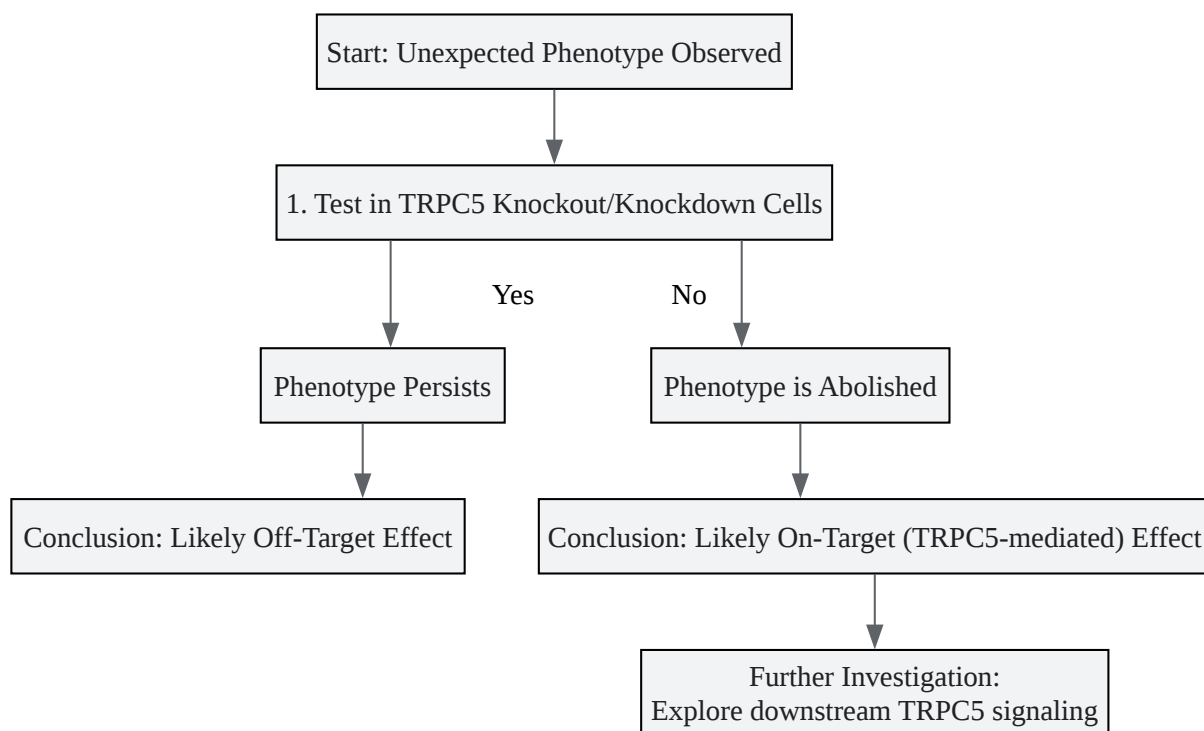 Start: Unexpected Phenotype Observed
1. Test in TRPC5 Knockout/Knockdown Cells
Yes
No
Phenotype Persists
Phenotype is Abolished
Conclusion: Likely Off-Target Effect
Conclusion: Likely On-Target (TRPC5-mediated) Effect
Further Investigation:
Explore downstream TRPC5 signaling